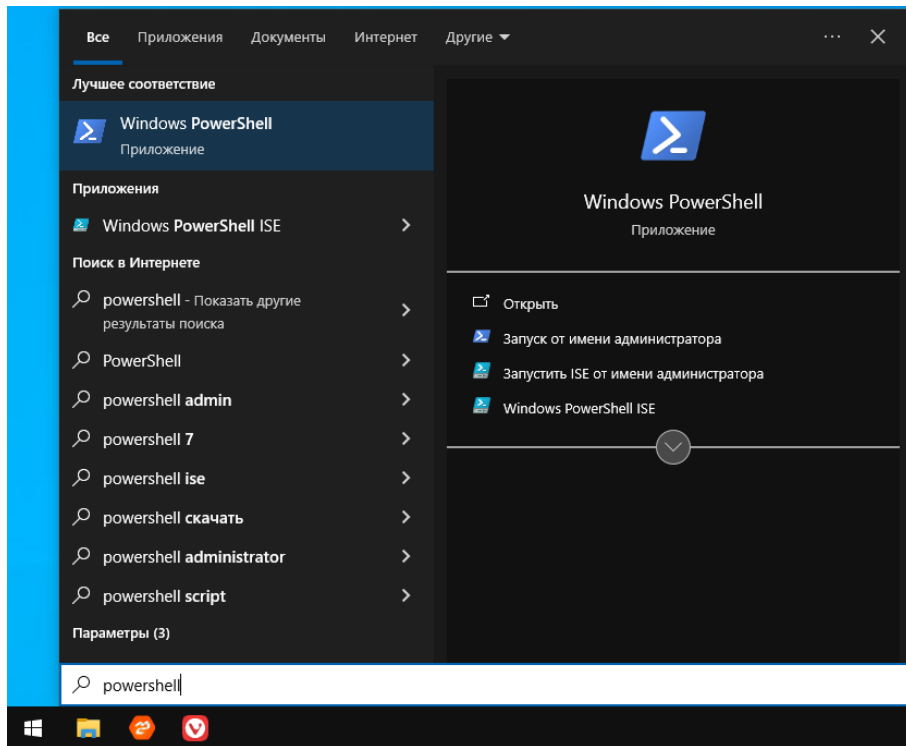 Все Приложения Документы Интернет Другие
Лучшее соответствие
Windows PowerShell
Приложение
Приложения
Windows PowerShell ISE
Поиск в Интернете
powershell - Показать другие
результаты поиска
PowerShell
powershell admin
powershell 7
powershell ise
powershell скачать
powershell administrator
powershell script
Параметры (3)
Windows PowerShell
Приложение
Открыть
Запуск от имени администратора
Запустить ISE от имени администратора
Windows PowerShell ISE
powershell